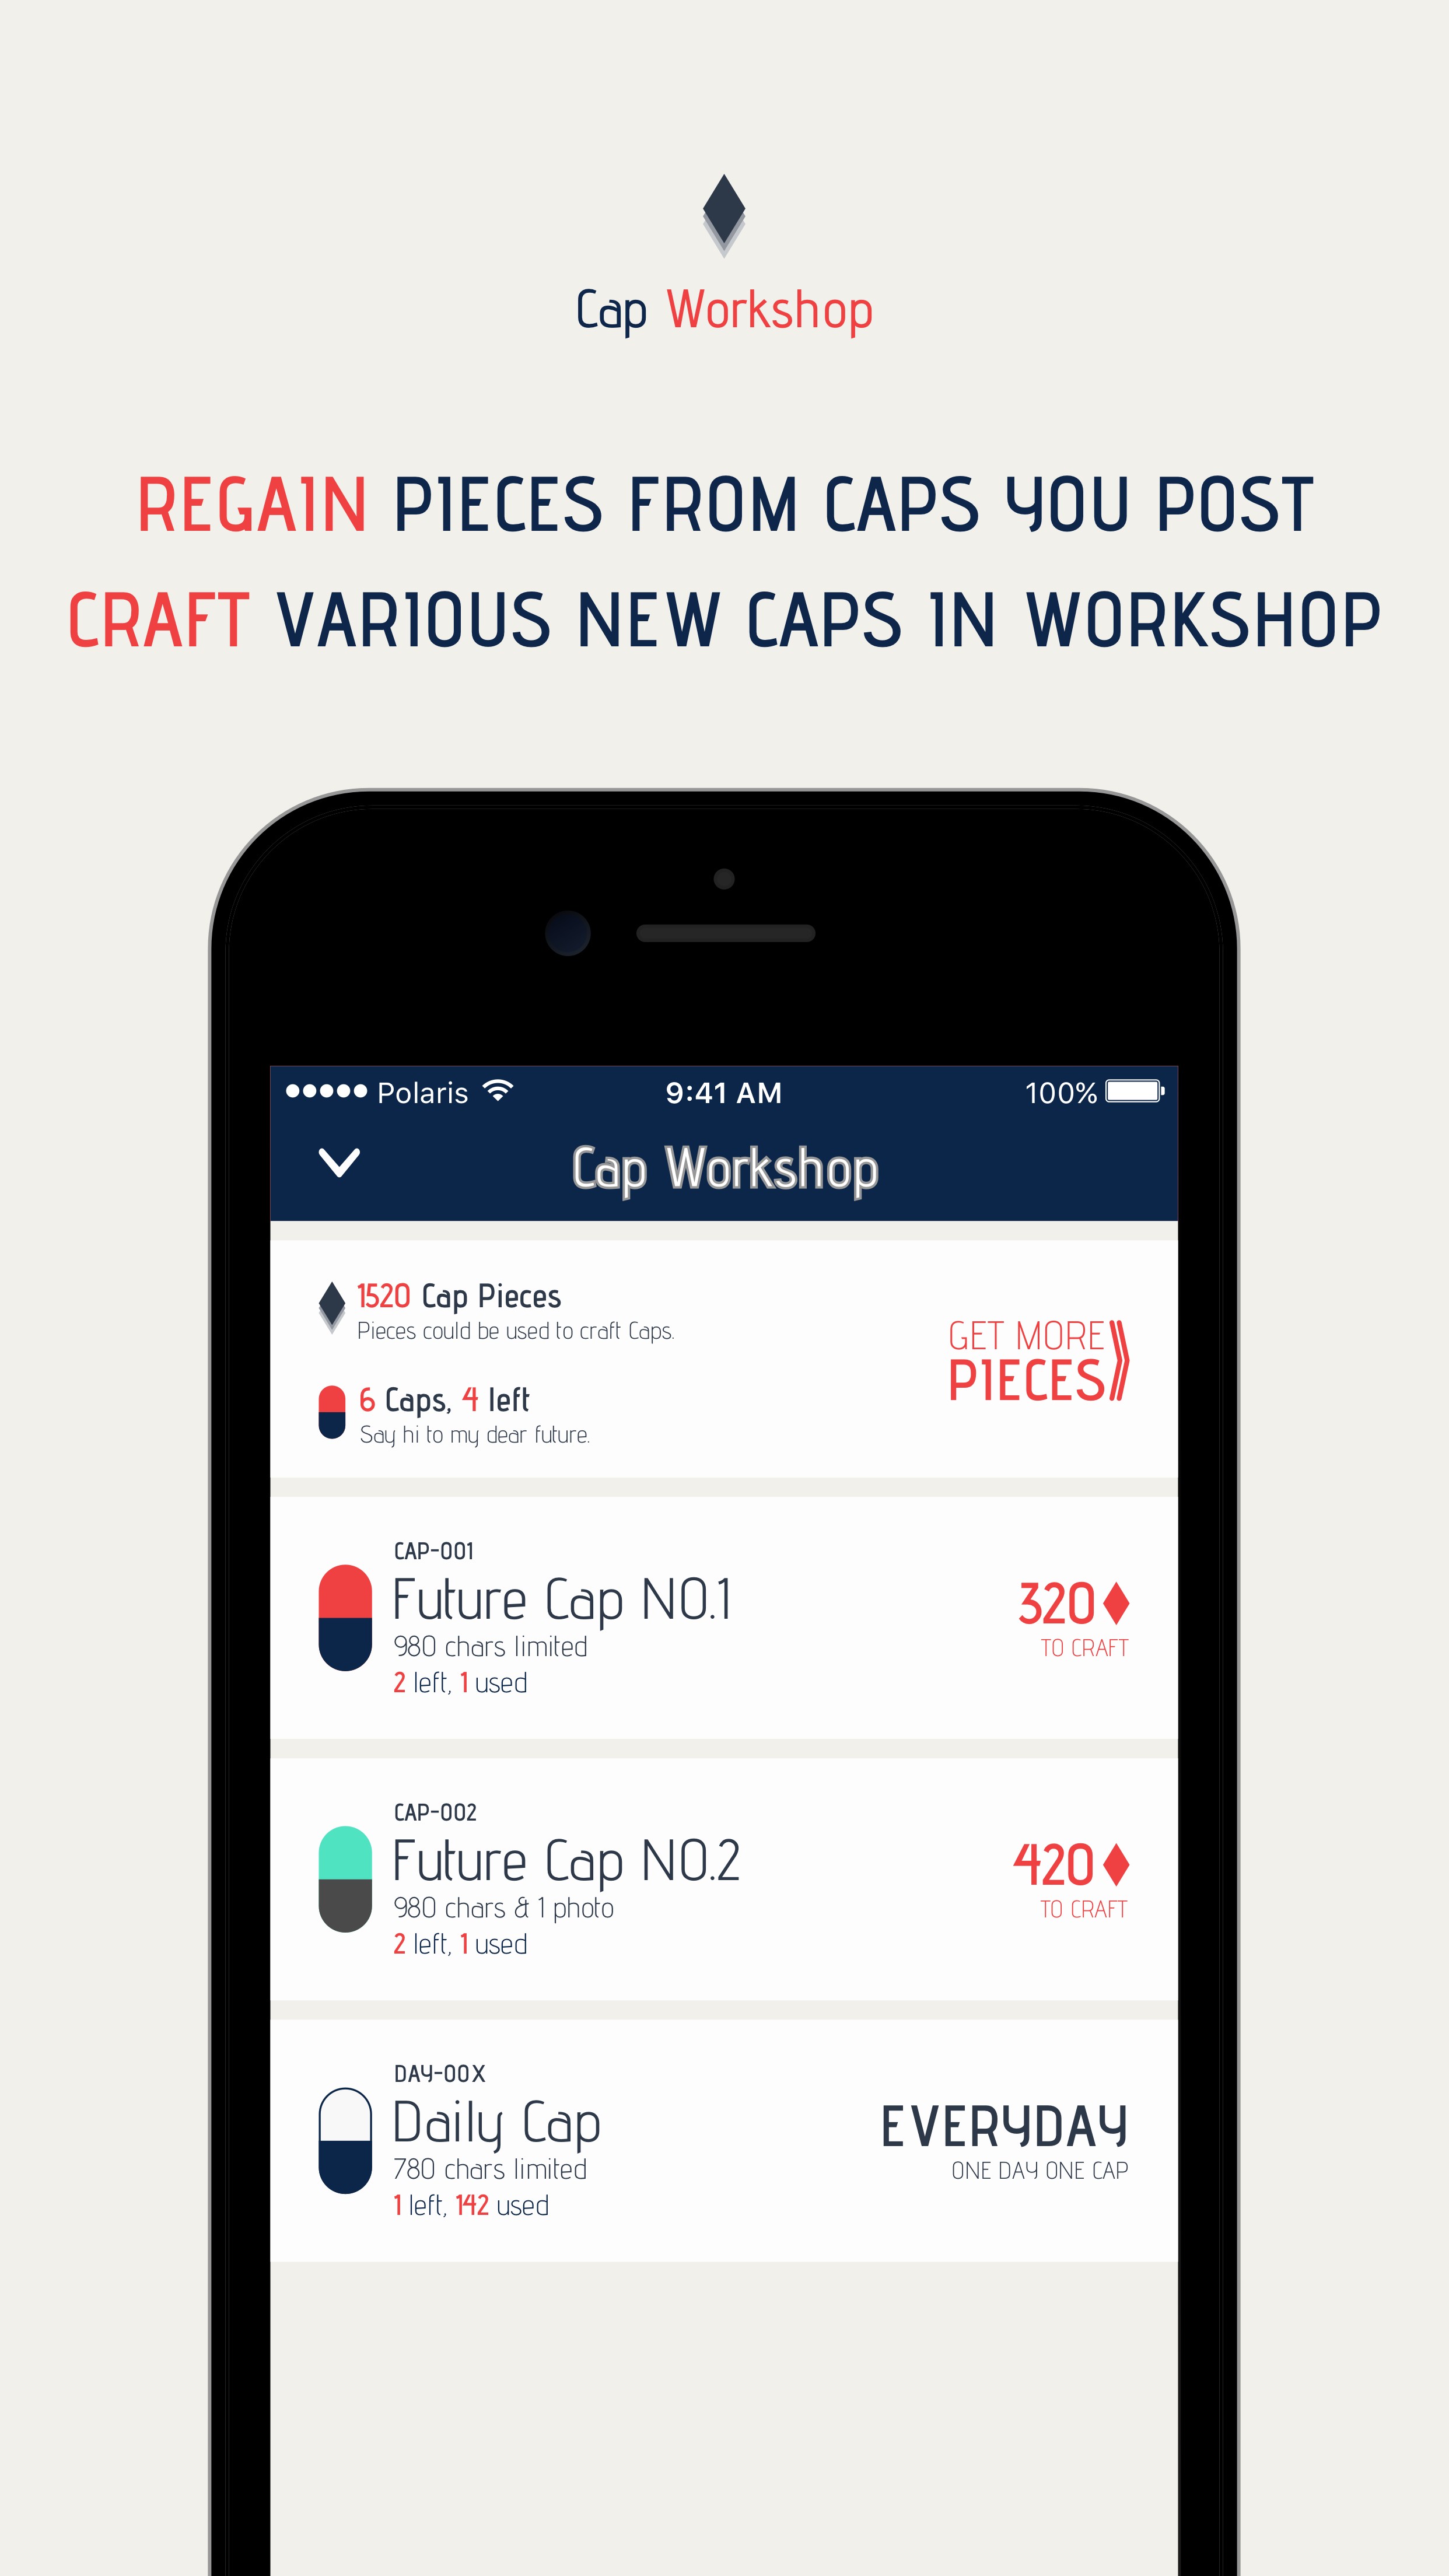 Cap Workshop
REGAIN PIECES FROM CAPS YOU POST
CRAFT VARIOUS NEW CAPS IN WORKSHOP
Polaris 9:41 AM 100%
Cap Workshop
1520 Cap Pieces
Pieces could be used to craft Caps.
6 Caps, 4 left
Say hi to my dear future.
GET MORE
PIECES
CAP-001
Future Cap NO.1
980 chars limited
2 left, 1 used
320
TO CRAFT
CAP-002
Future Cap NO.2
980 chars & 1 photo
2 left, 1 used
420
TO CRAFT
DAY-00X
Daily Cap
780 chars limited
1 left, 142 used
EVERYDAY
ONE DAY ONE CAP